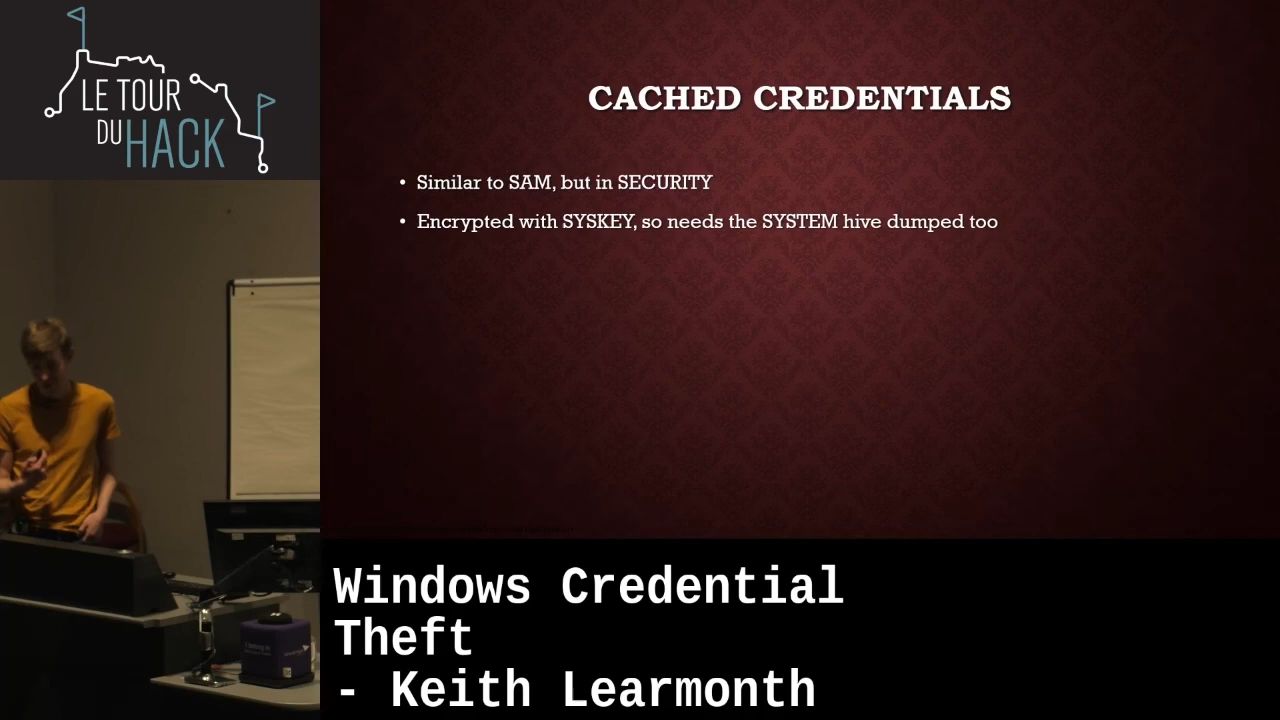 LE TOUR
DU HACK
CACHED CREDENTIALS
• Similar to SAM, but in SECURITY
• Encrypted with SYSKEY, so needs the SYSTEM hive dumped too
Windows Credential
Theft
- Keith Learmonth